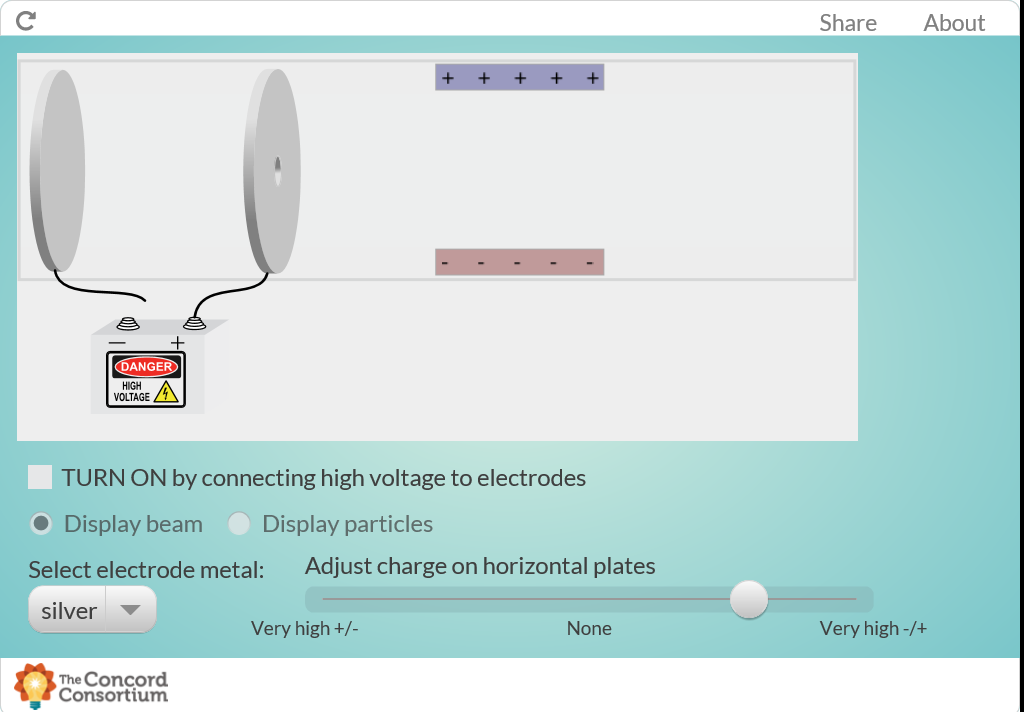 Share About
+ + + + +
- - - - -
— +
DANGER
HIGH
VOLTAGE
TURN ON by connecting high voltage to electrodes
Display beam Display particles
Select electrode metal: Adjust charge on horizontal plates
silver
Very high +/- None Very high -/+
The Concord
Consortium